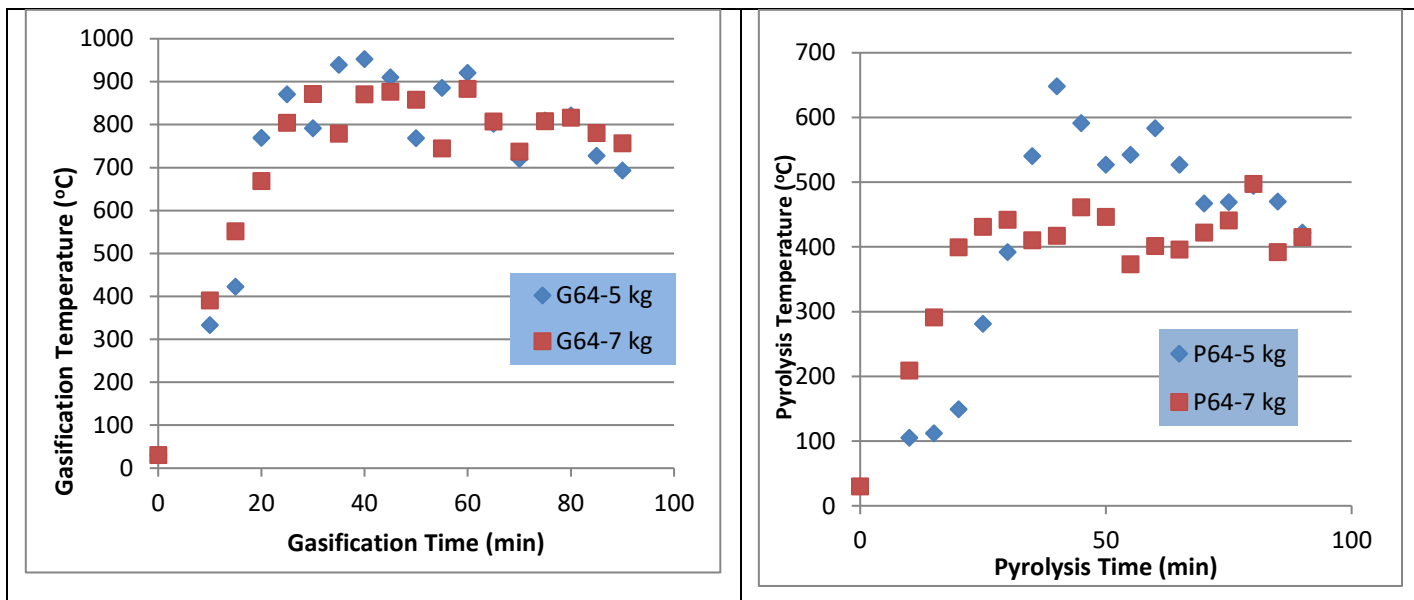 1000
900
800
700
600
500
400
300
200
100
0
0 20 40 60 80 100
Gasification Temperature (ᵒC)
Gasification Time (min)
G64-5 kg
G64-7 kg
700
600
500
400
300
200
100
0
0 50 100
Pyrolysis Temperature (ᵒC)
Pyrolysis Time (min)
P64-5 kg
P64-7 kg